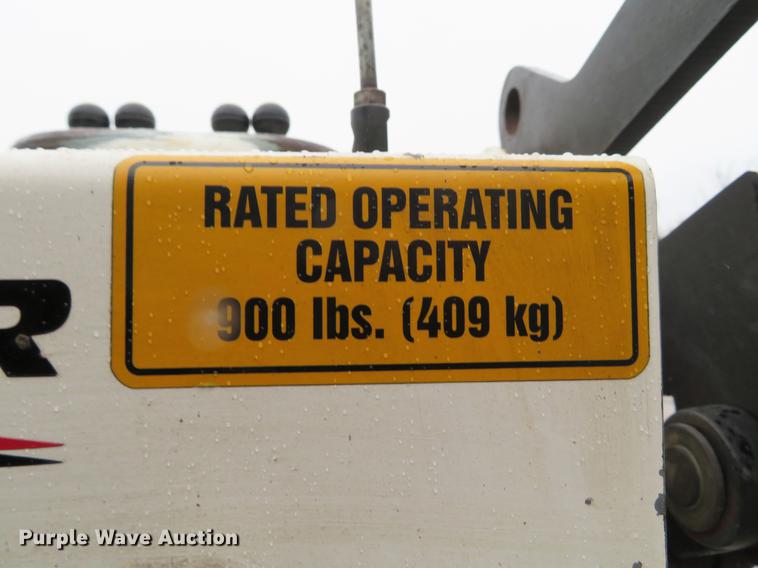 RATED OPERATING
CAPACITY
900 lbs. (409 kg)
R
Purple Wave Auction